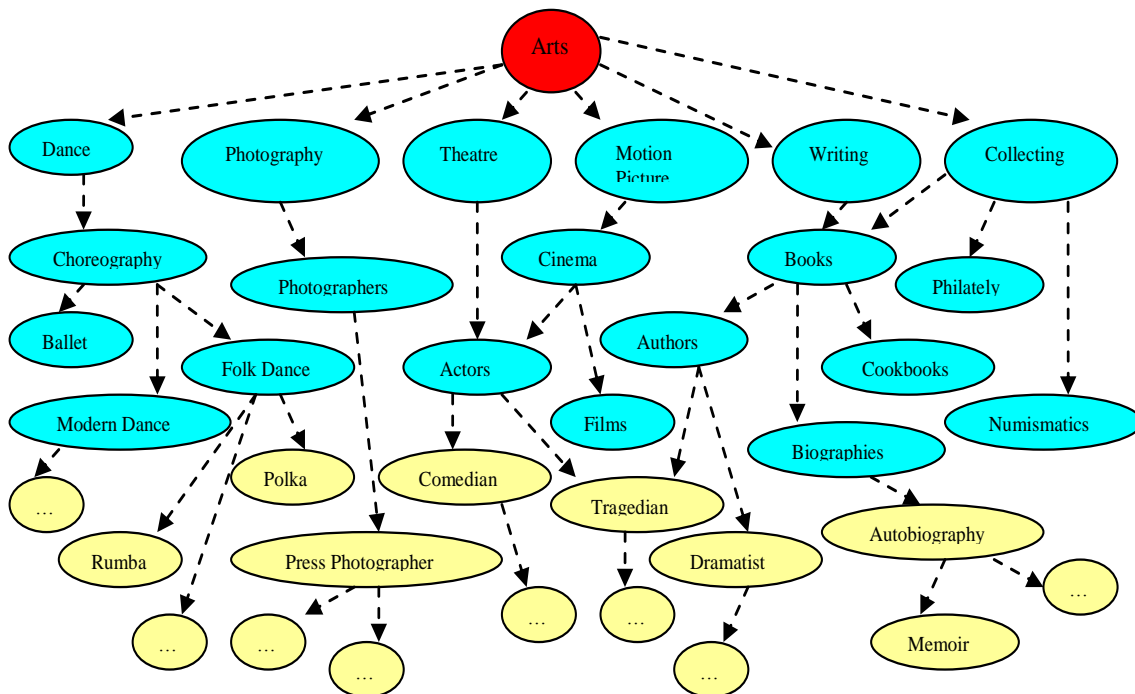 Arts
Dance
Photography
Theatre
Motion
Picture
Writing
Collecting
Choreography
Photographers
Cinema
Books
Philately
Ballet
Folk Dance
Actors
Authors
Cookbooks
Modern Dance
Films
Numismatics
Biographies
…
Polka
Comedian
Tragedian
Autobiography
Rumba
Press Photographer
Dramatist
…
…
…
…
…
Memoir
…
…